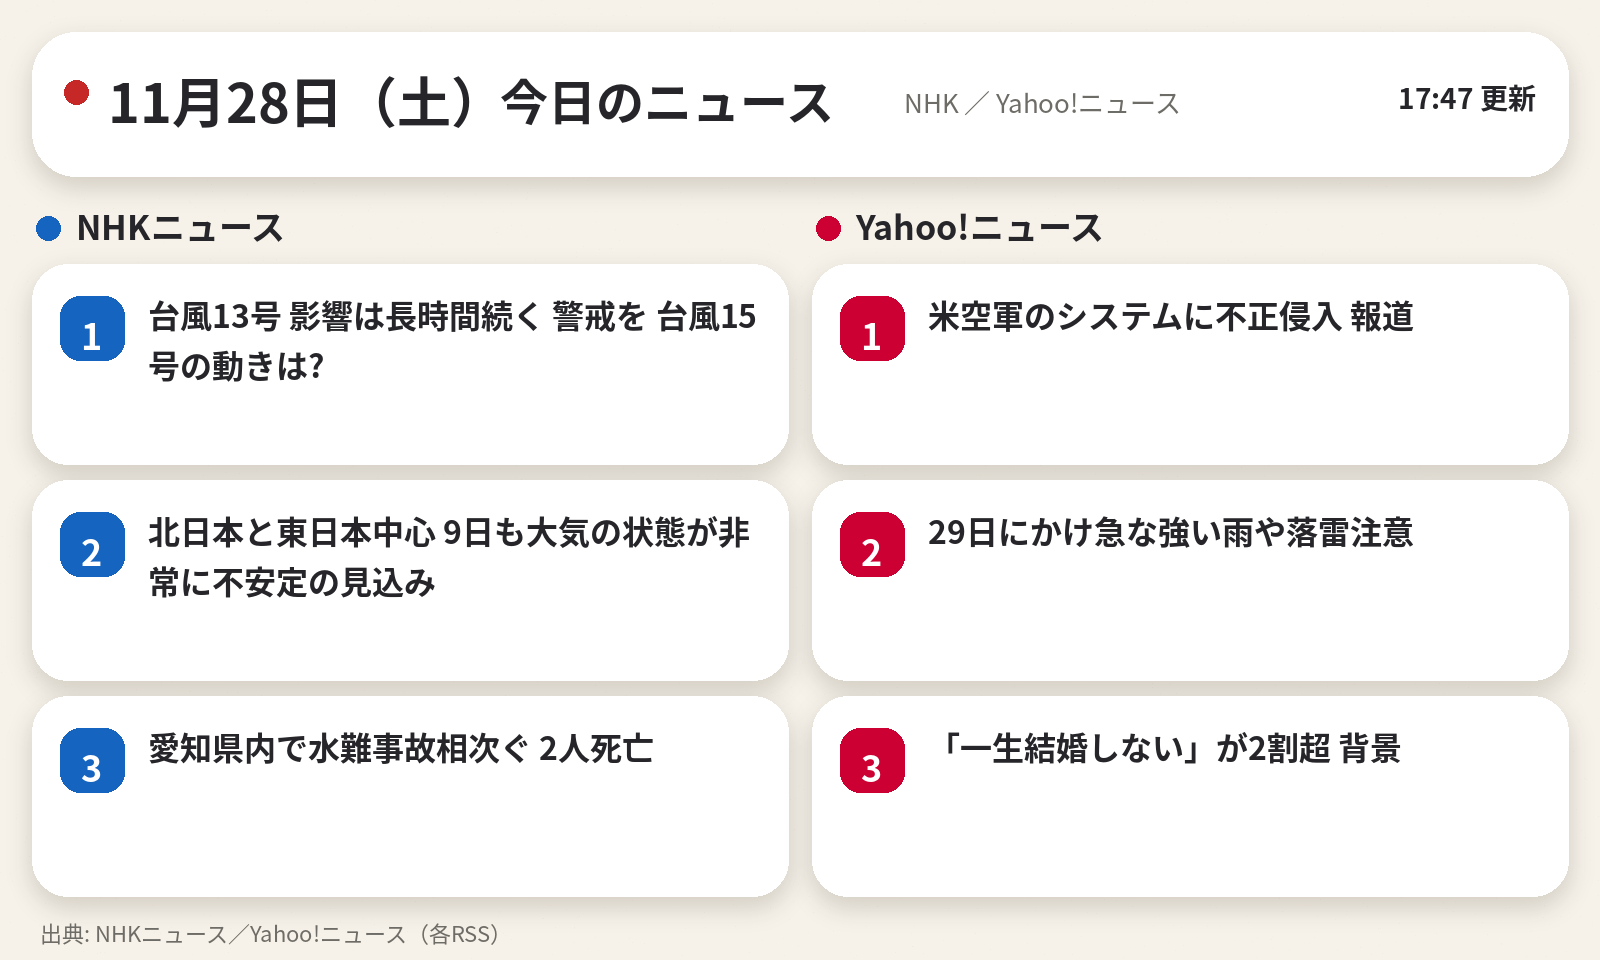 11月28日（土）今日のニュース
NHK ／ Yahoo!ニュース
17:47 更新
NHKニュース
1
台風13号 影響は長時間続く 警戒を 台風15
号の動きは?
2
北日本と東日本中心 9日も大気の状態が非
常に不安定の見込み
3
愛知県内で水難事故相次ぐ 2人死亡
Yahoo!ニュース
1
米空軍のシステムに不正侵入 報道
2
29日にかけ急な強い雨や落雷注意
3
「一生結婚しない」が2割超 背景
出典: NHKニュース／Yahoo!ニュース（各RSS）